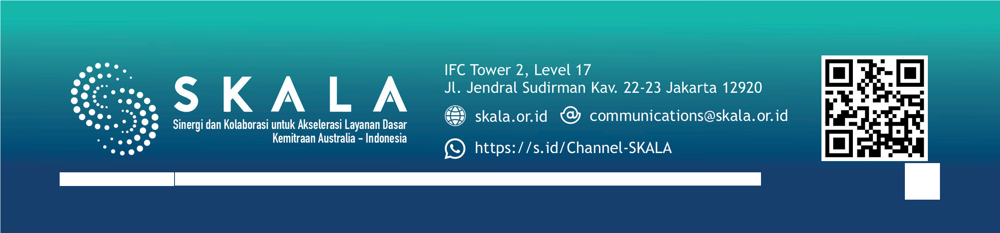 SKALA
Sinergi dan Kolaborasi untuk Akselerasi Layanan Dasar
Kemitraan Australia – Indonesia
IFC Tower 2, Level 17
Jl. Jendral Sudirman Kav. 22-23 Jakarta 12920
skala.or.id
communications@skala.or.id
https://s.id/Channel-SKALA